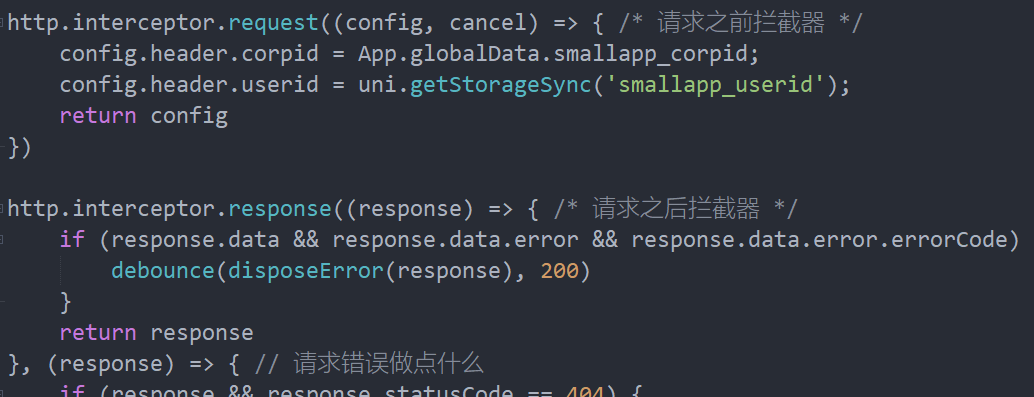 http.interceptor.request((config, cancel) => { /* 请求之前拦截器 */
    config.header.corpid = App.globalData.smallapp_corpid;
    config.header.userid = uni.getStorageSync('smallapp_userid');
    return config
})

http.interceptor.response((response) => { /* 请求之后拦截器 */
    if (response.data && response.data.error && response.data.error.errorCode)
        debounce(disposeError(response), 200)
    }
    return response
}, (response) => { // 请求错误做点什么
    if (response && response.statusCode == 404) {